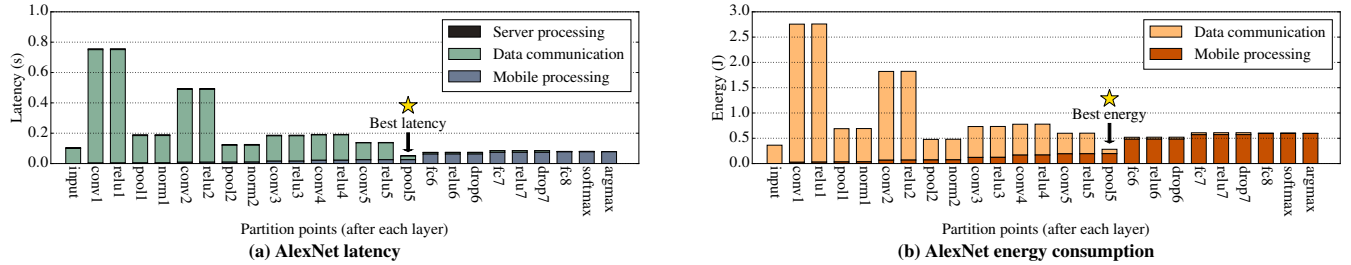 1.0
0.8
0.6
0.4
0.2
0.0
Latency (s)
Server processing
Data communication
Mobile processing
Best latency
input
conv1
relu1
pool1
norm1
conv2
relu2
pool2
norm2
conv3
relu3
conv4
relu4
conv5
relu5
pool5
fc6
relu6
drop6
fc7
relu7
drop7
fc8
softmax
argmax
Partition points (after each layer)
(a) AlexNet latency
3.0
2.5
2.0
1.5
1.0
0.5
0.0
Energy (J)
Data communication
Mobile processing
Best energy
input
conv1
relu1
pool1
norm1
conv2
relu2
pool2
norm2
conv3
relu3
conv4
relu4
conv5
relu5
pool5
fc6
relu6
drop6
fc7
relu7
drop7
fc8
softmax
argmax
Partition points (after each layer)
(b) AlexNet energy consumption